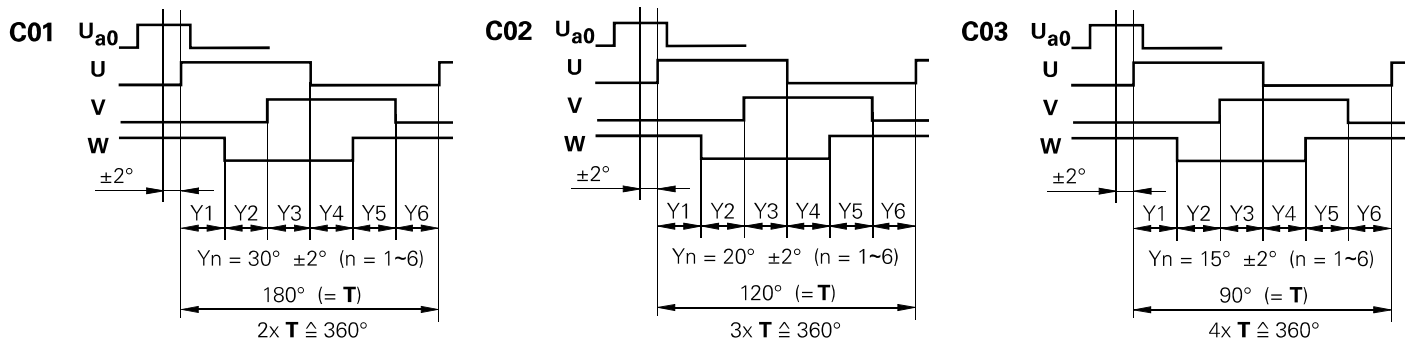 C01 Ua0
U
V
W
±2°
Y1 Y2 Y3 Y4 Y5 Y6
Yn = 30° ±2° (n = 1~6)
180° (= T)
2x T ≙ 360°
C02 Ua0
U
V
W
±2°
Y1 Y2 Y3 Y4 Y5 Y6
Yn = 20° ±2° (n = 1~6)
120° (= T)
3x T ≙ 360°
C03 Ua0
U
V
W
±2°
Y1 Y2 Y3 Y4 Y5 Y6
Yn = 15° ±2° (n = 1~6)
90° (= T)
4x T ≙ 360°